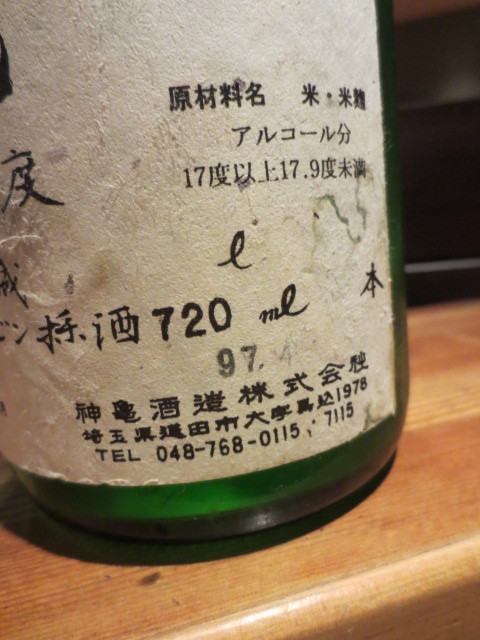 原材料名 米・米麹
アルコール分
17度以上17.9度未満
度
ℓ
成
ビン採酒 720 ml 本
97.4
神亀酒造株式会社
埼玉県蓮田市大字馬込1978
TEL 048-768-0115, 7115